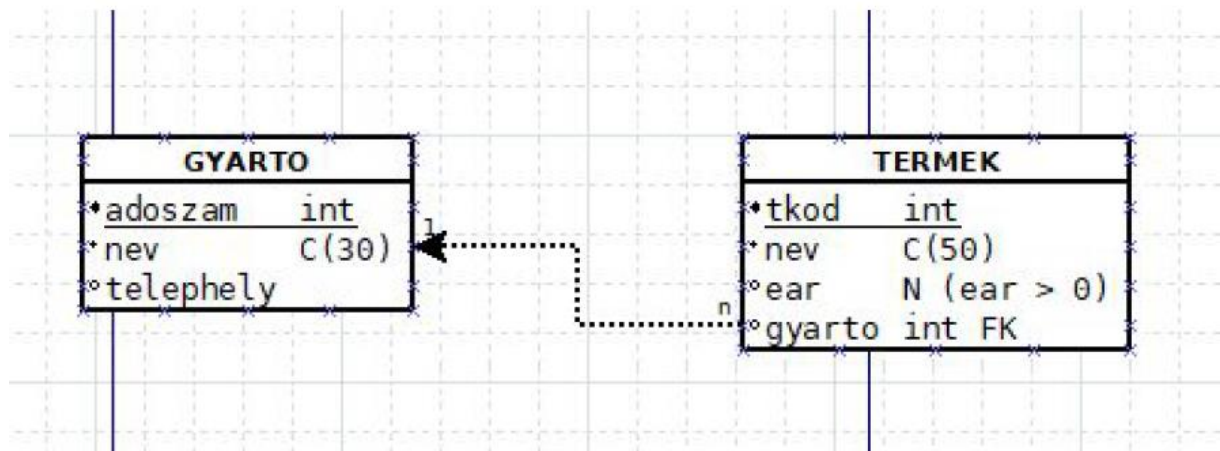 GYARTO
adoszam int
nev C(30)
telephely
1
n
TERMEK
tkod int
nev C(50)
ear N (ear > 0)
gyarto int FK